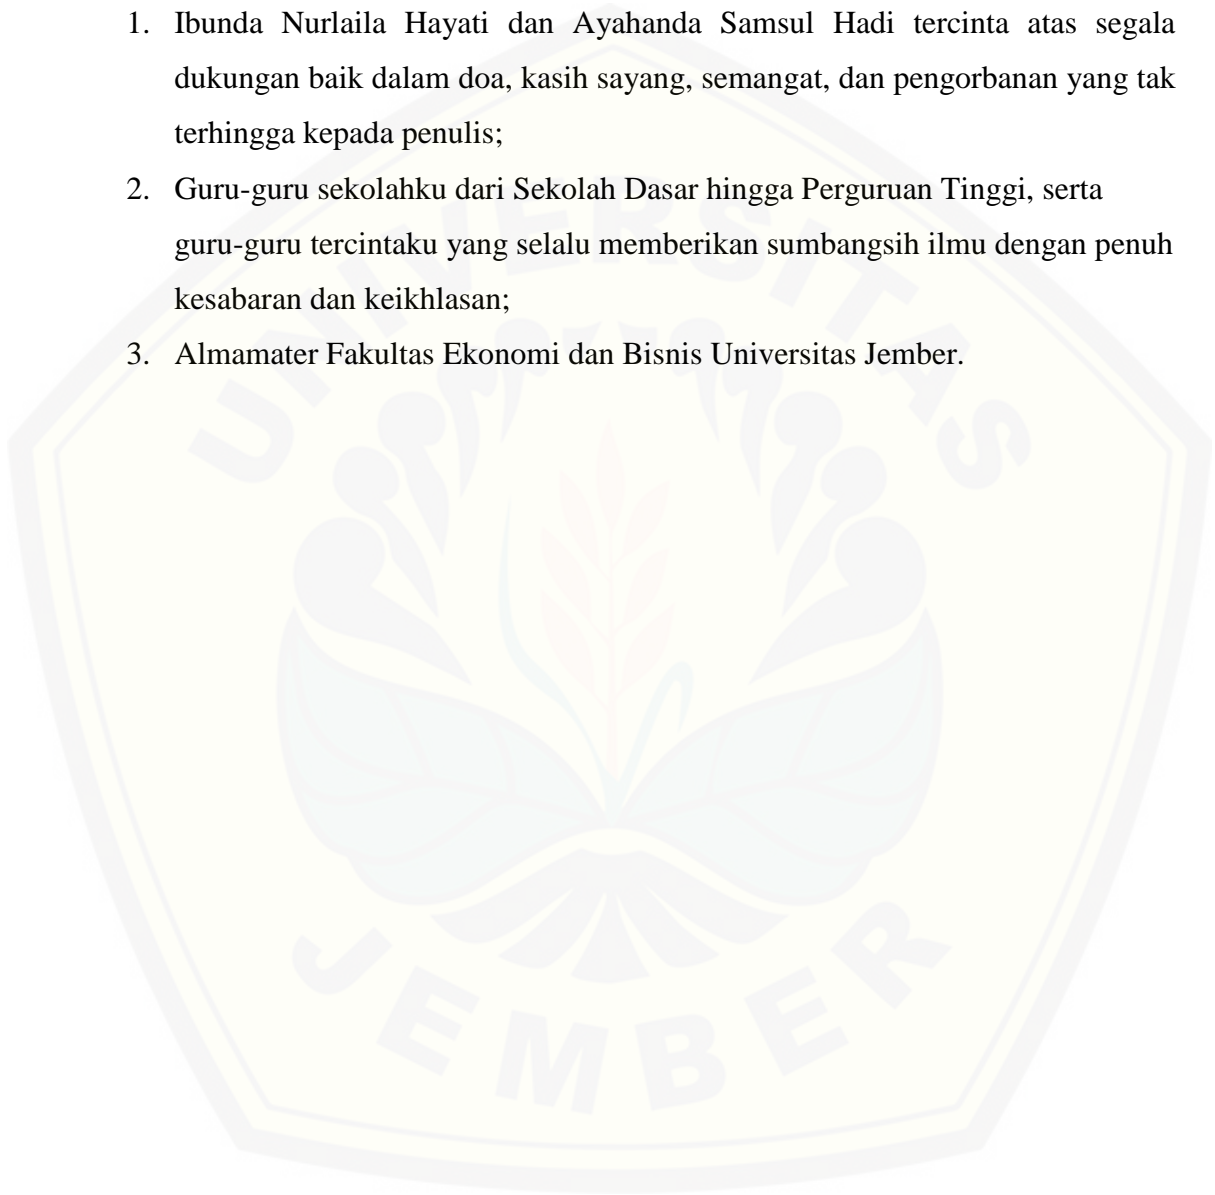 1. Ibunda Nurlaila Hayati dan Ayahanda Samsul Hadi tercinta atas segala
dukungan baik dalam doa, kasih sayang, semangat, dan pengorbanan yang tak
terhingga kepada penulis;
2. Guru-guru sekolahku dari Sekolah Dasar hingga Perguruan Tinggi, serta
guru-guru tercintaku yang selalu memberikan sumbangsih ilmu dengan penuh
kesabaran dan keikhlasan;
3. Almamater Fakultas Ekonomi dan Bisnis Universitas Jember.
UNIVERSITAS
JEMBER